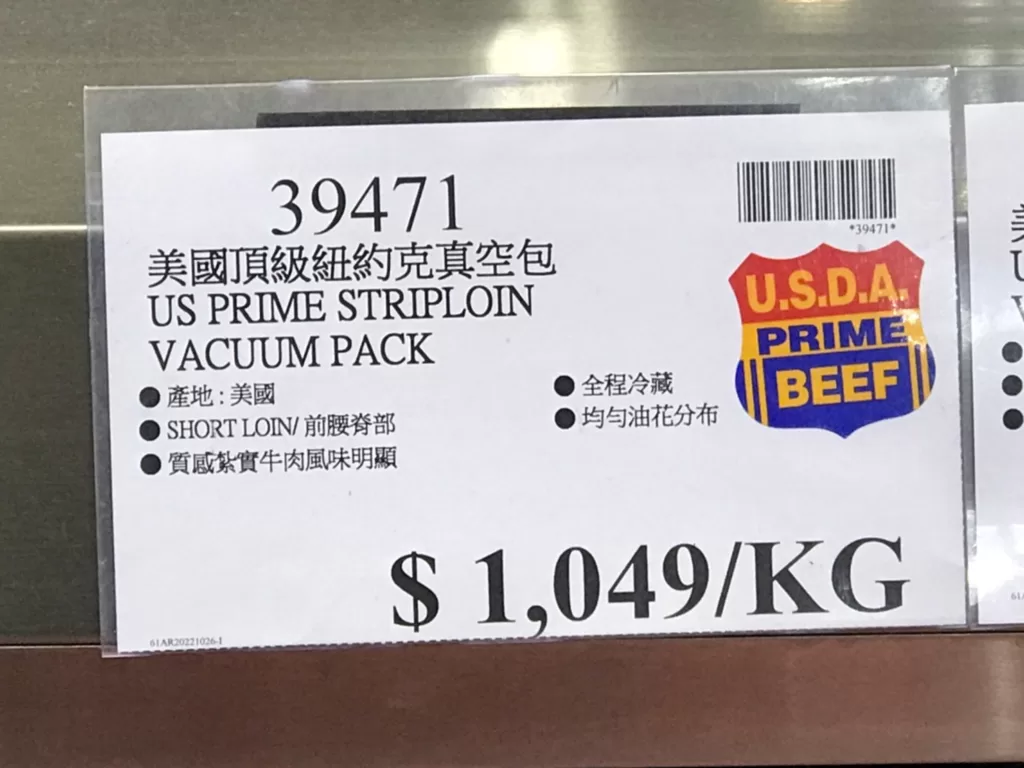 39471
*39471*
美國頂級紐約克真空包
US PRIME STRIPLOIN
VACUUM PACK
U.S.D.A.
PRIME
BEEF
● 產地 : 美國
● SHORT LOIN/ 前腰脊部
● 質感紮實牛肉風味明顯
● 全程冷藏
● 均勻油花分布
$ 1,049/KG
61AR20221026-1